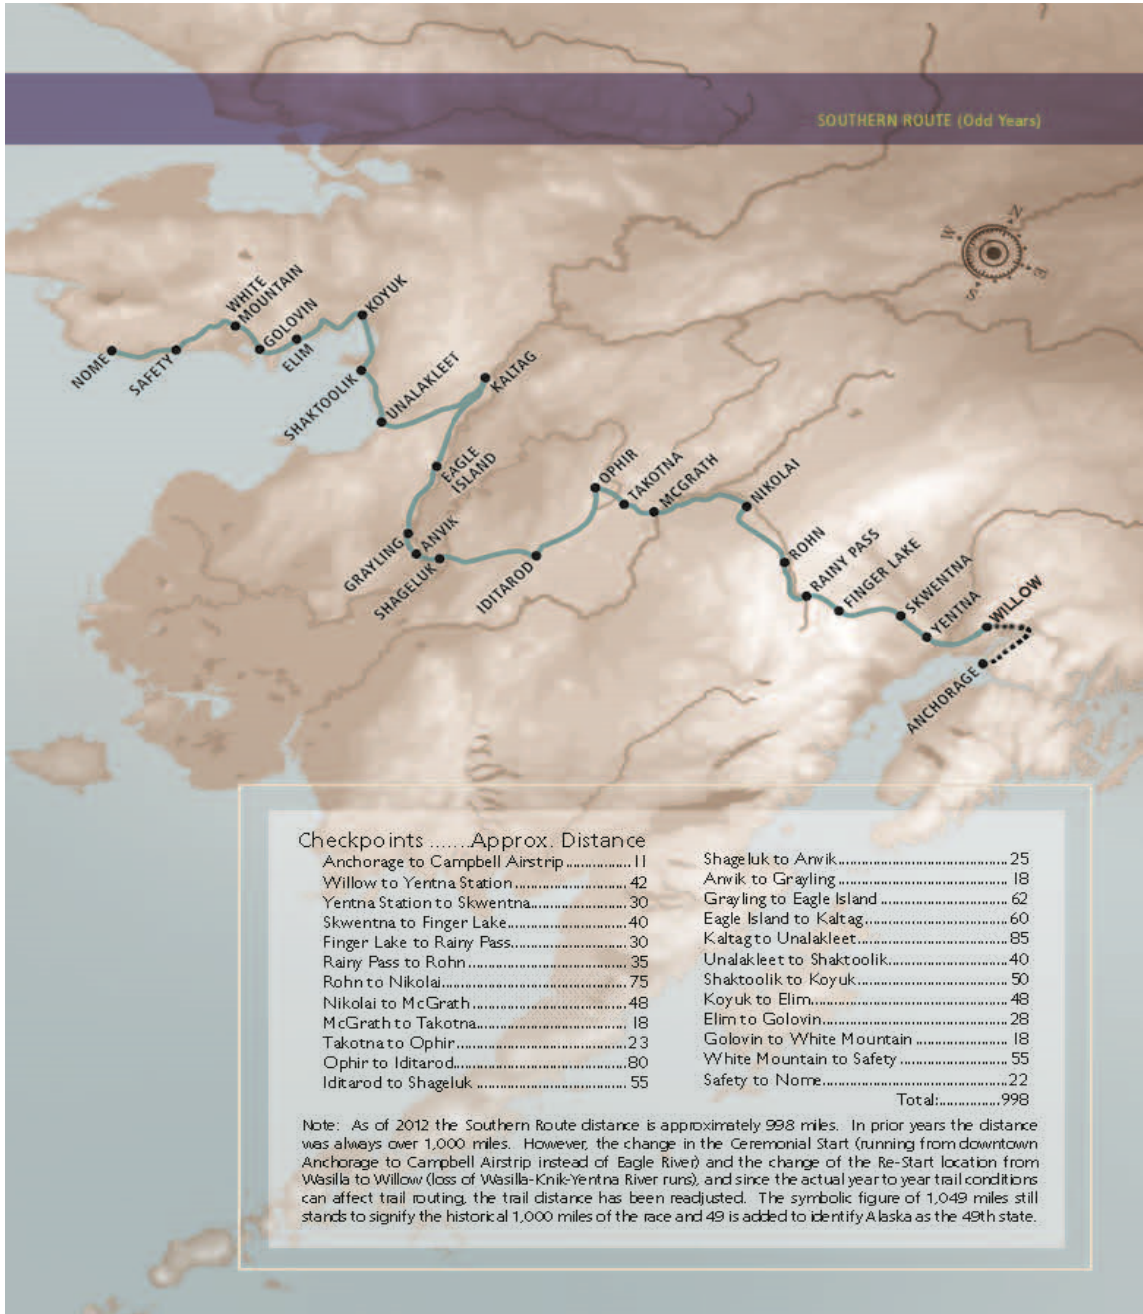 SOUTHERN ROUTE (Odd Years)
N
W
E
S
NOME
SAFETY
WHITE
MOUNTAIN
GOLOVIN
ELIM
KOYUK
SHAKTOOLIK
UNALAKLEET
KALTAG
EAGLE
ISLAND
GRAYLING
ANVIK
SHAGELUK
IDITAROD
OPHIR
TAKOTNA
MCGRATH
NIKOLAI
ROHN
RAINY PASS
FINGER LAKE
SKWENTNA
YENTNA
WILLOW
ANCHORAGE
Checkpoints .......Approx. Distance
Anchorage to Campbell Airstrip................. 11
Willow to Yentna Station............................. 42
Yentna Station to Skwentna......................... 30
Skwentna to Finger Lake............................... 40
Finger Lake to Rainy Pass.............................. 30
Rainy Pass to Rohn ......................................... 35
Rohn to Nikolai................................................ 75
Nikolai to McGrath ........................................ 48
McGrath to Takotna....................................... 18
Takotna to Ophir............................................. 23
Ophir to Iditarod.............................................80
Iditarod to Shageluk ....................................... 55
Shageluk to Anvik............................................ 25
Anvik to Grayling ............................................ 18
Grayling to Eagle Island ................................. 62
Eagle Island to Kaltag..................................... 60
Kaltag to Unalakleet....................................... 85
Unalakleet to Shaktoolik............................... 40
Shaktoolik to Koyuk....................................... 50
Koyuk to Elim................................................... 48
Elim to Golovin................................................ 28
Golovin to White Mountain ........................ 18
White Mountain to Safety ............................ 55
Safety to Nome................................................22
Total:................998
Note: As of 2012 the Southern Route distance is approximately 998 miles. In prior years the distance
was always over 1,000 miles. However, the change in the Ceremonial Start (running from downtown
Anchorage to Campbell Airstrip instead of Eagle River) and the change of the Re-Start location from
Wasilla to Willow (loss of Wasilla-Knik-Yentna River runs), and since the actual year to year trail conditions
can affect trail routing, the trail distance has been readjusted. The symbolic figure of 1,049 miles still
stands to signify the historical 1,000 miles of the race and 49 is added to identify Alaska as the 49th state.